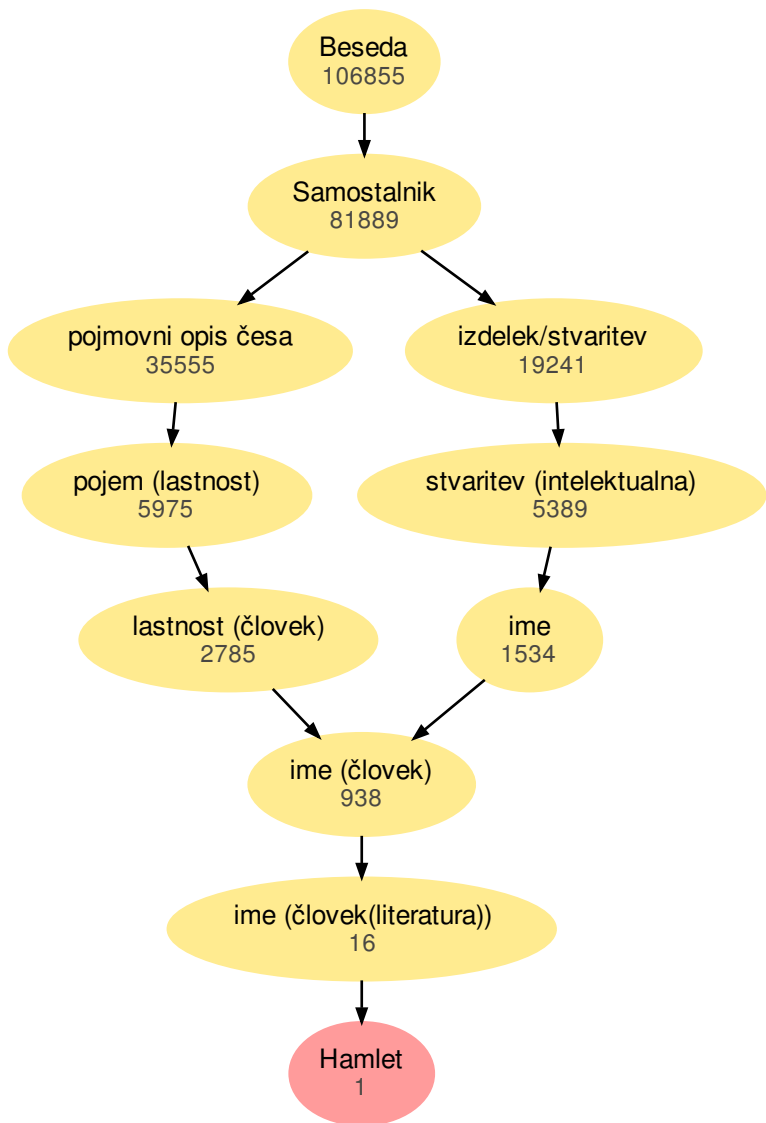 Beseda
106855
Samostalnik
81889
pojmovni opis česa
35555
izdelek/stvaritev
19241
pojem (lastnost)
5975
stvaritev (intelektualna)
5389
lastnost (človek)
2785
ime
1534
ime (človek)
938
ime (človek(literatura))
16
Hamlet
1